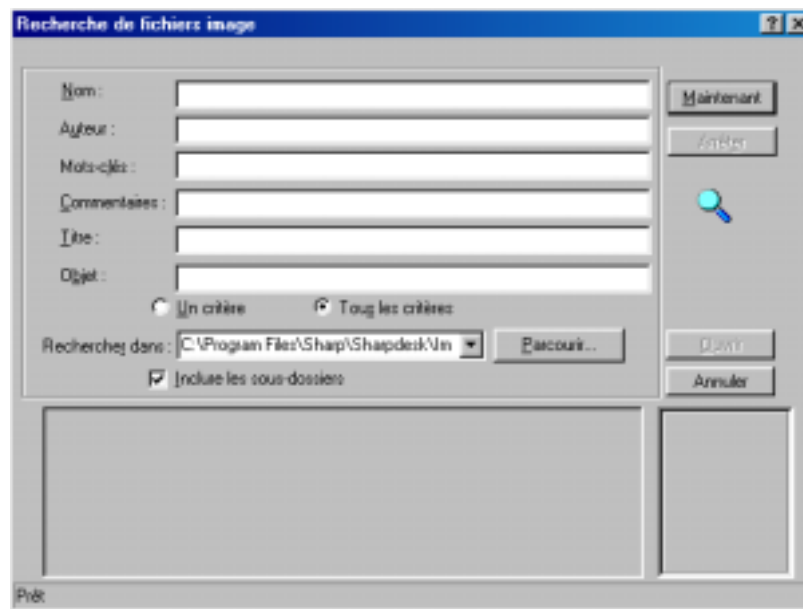 Recherche de fichiers image
Nom :
Maintenant
Auteur :
Arrêter
Mots-clés :
Commentaires :
Titre :
Objet :
Un critère
Tous les critères
Rechercher dans :
C:\Program Files\Sharp\Sharpdesk\Im
Parcourir...
Ouvrir
Inclure les sous-dossiers
Annuler
Prêt